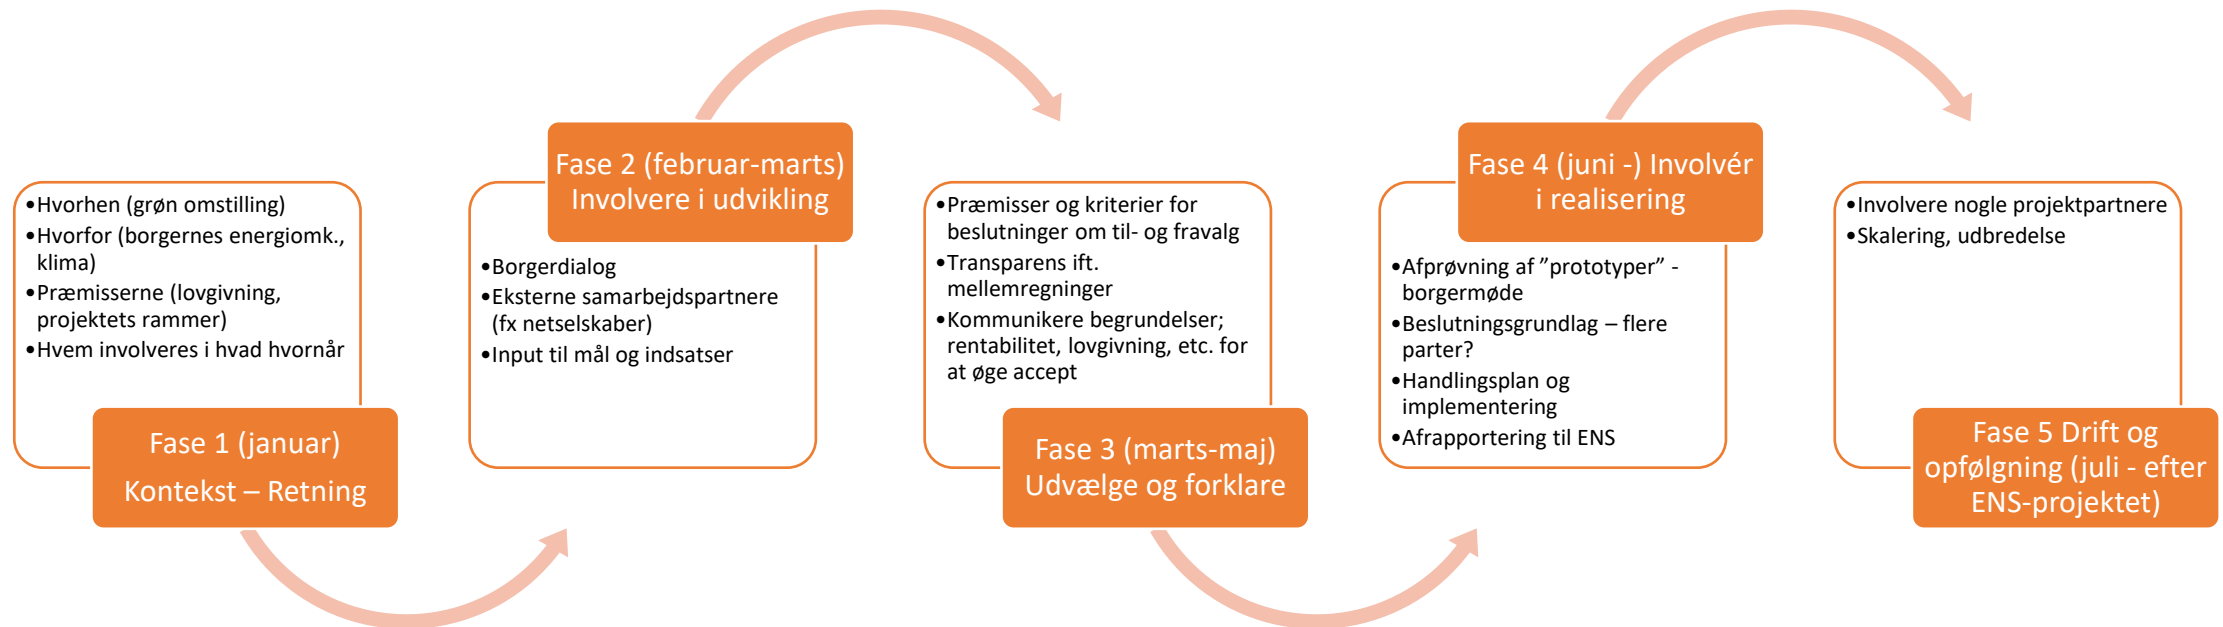 •Hvorhen (grøn omstilling)
•Hvorfor (borgernes energiomk.,
klima)
•Præmisserne (lovgivning,
projektets rammer)
•Hvem involveres i hvad hvornår
Fase 1 (januar)
Kontekst – Retning
Fase 2 (februar-marts)
Involvere i udvikling
•Borgerdialog
•Eksterne samarbejdspartnere
(fx netselskaber)
•Input til mål og indsatser
•Præmisser og kriterier for
beslutninger om til- og fravalg
•Transparens ift.
mellemregninger
•Kommunikere begrundelser;
rentabilitet, lovgivning, etc. for
at øge accept
Fase 3 (marts-maj)
Udvælge og forklare
Fase 4 (juni -) Involvér
i realisering
•Afprøvning af ”prototyper” -
borgermøde
•Beslutningsgrundlag – flere
parter?
•Handlingsplan og
implementering
•Afrapportering til ENS
•Involvere nogle projektpartnere
•Skalering, udbredelse
Fase 5 Drift og
opfølgning (juli - efter
ENS-projektet)